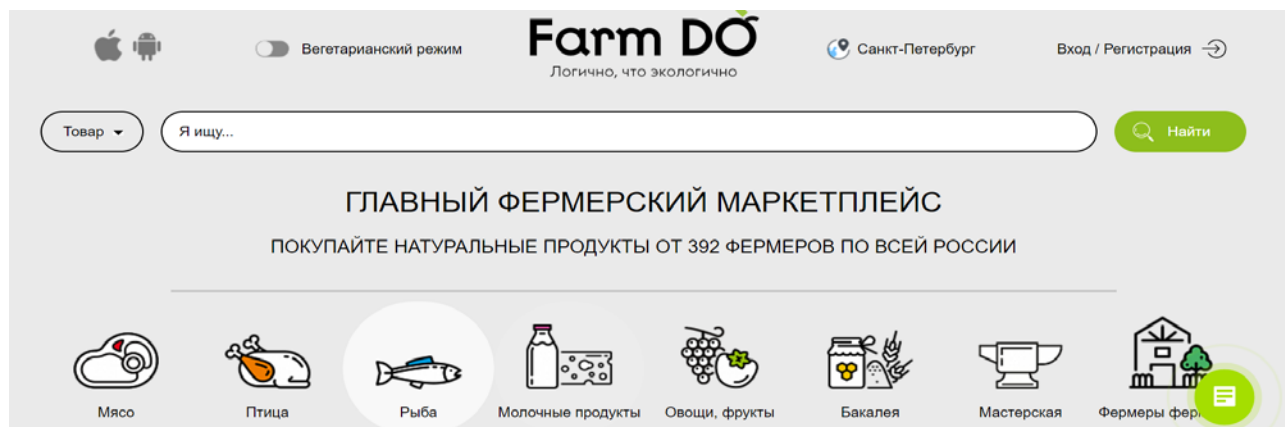 Вегетарианский режим
Farm DO
Логично, что экологично
Санкт-Петербург
Вход / Регистрация
Товар
Я ищу...
Найти
ГЛАВНЫЙ ФЕРМЕРСКИЙ МАРКЕТПЛЕЙС
ПОКУПАЙТЕ НАТУРАЛЬНЫЕ ПРОДУКТЫ ОТ 392 ФЕРМЕРОВ ПО ВСЕЙ РОССИИ
Мясо
Птица
Рыба
Молочные продукты
Овощи, фрукты
Бакалея
Мастерская
Фермеры